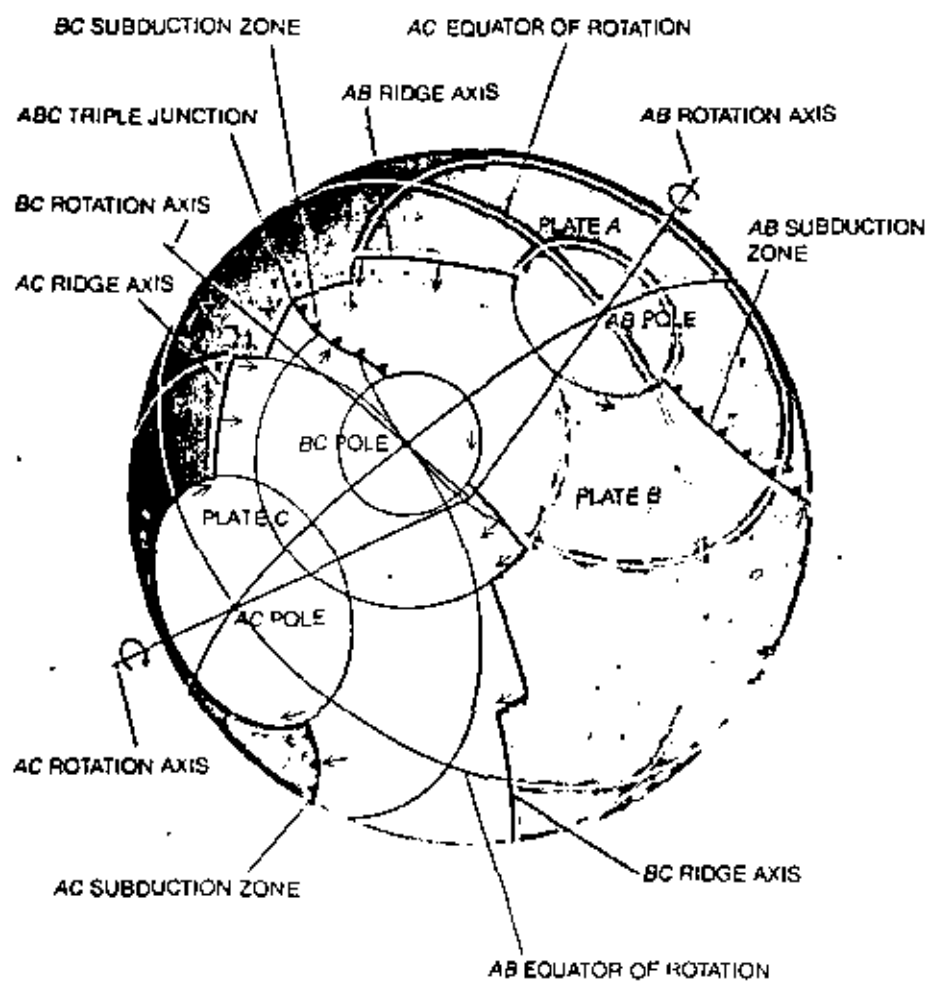 BC SUBDUCTION ZONE
AC EQUATOR OF ROTATION
AB RIDGE AXIS
ABC TRIPLE JUNCTION
AB ROTATION AXIS
BC ROTATION AXIS
PLATE A
AB SUBDUCTION
ZONE
AC RIDGE AXIS
AB POLE
BC POLE
PLATE B
PLATE C
AC POLE
AC ROTATION AXIS
AC SUBDUCTION ZONE
BC RIDGE AXIS
AB EQUATOR OF ROTATION